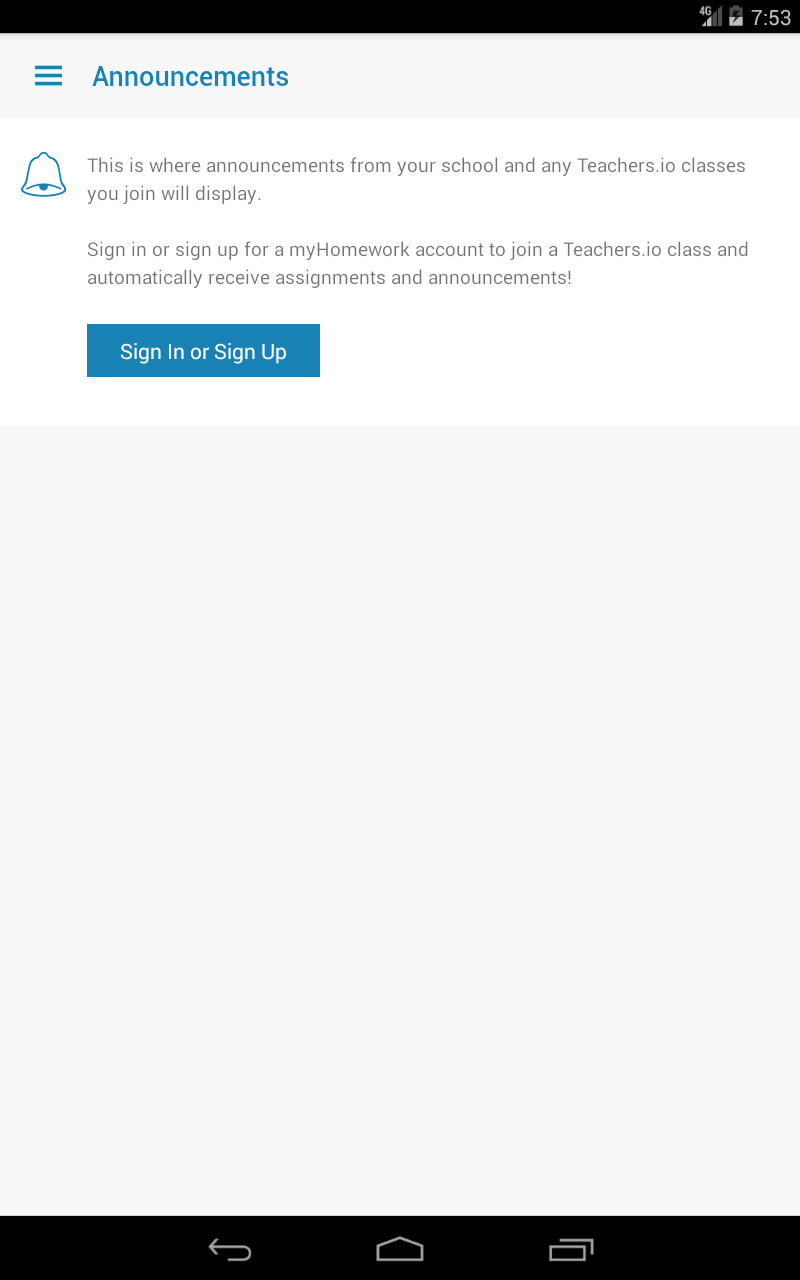 4G 7:53
Announcements
This is where announcements from your school and any Teachers.io classes
you join will display.
Sign in or sign up for a myHomework account to join a Teachers.io class and
automatically receive assignments and announcements!
Sign In or Sign Up